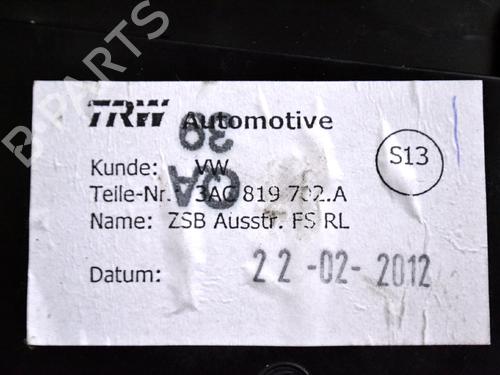 B-PARTS
TRW Automotive
39
Kunde: VW
QA
Teile-Nr.: 3AC 819 702.A
Name: ZSB Ausstr. FS RL
Datum: 22-02-2012
S13